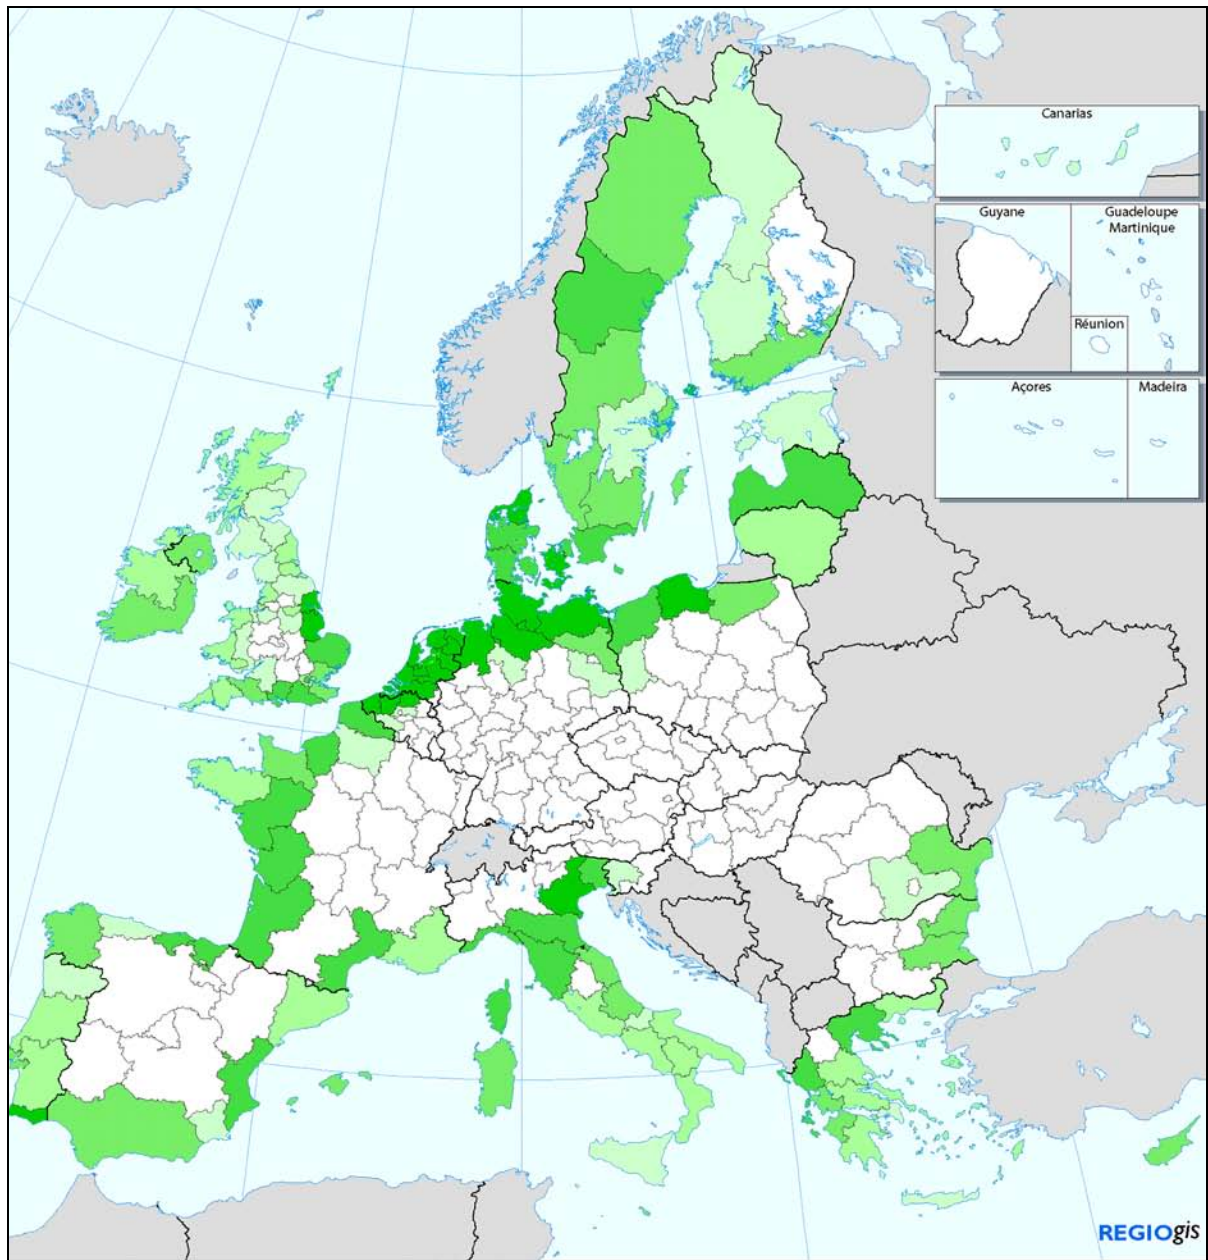 Canarias
Guyane
Guadeloupe
Martinique
Réunion
Açores
Madeira
REGIOgis